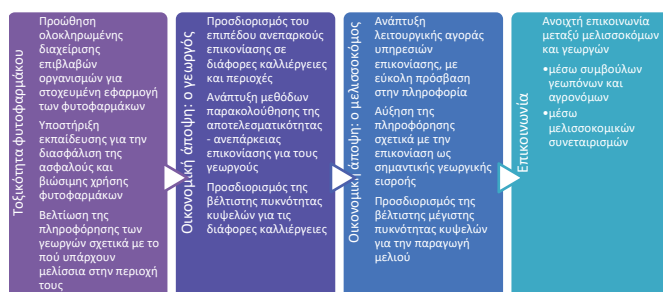 Τοξικότητα φυτοφαρμάκου
Προώθηση
ολοκληρωμένης
διαχείρισης
επιβλαβών
οργανισμών για
στοχευμένη εφαρμογή
των φυτοφαρμάκων
Υποστήριξη
εκπαίδευσης για την
διασφάλιση της
ασφαλούς και
βιώσιμης χρήσης
φυτοφαρμάκων
Βελτίωση της
πληροφόρησης των
γεωργών σχετικά με το
πού υπάρχουν
μελίσσια στην περιοχή
τους
Οικονομική άποψη: ο γεωργός
Προσδιορισμός του
επιπέδου ανεπαρκούς
επικονίασης σε
διάφορες καλλιέργειες
και περιοχές
Ανάπτυξη μεθόδων
παρακολούθησης της
αποτελεσματικότητας
- ανεπάρκειας
επικονίασης για τους
γεωργούς
Προσδιορισμός της
βέλτιστης πυκνότητας
κυψελών για τις
διάφορες καλλιέργειες
Οικονομική άποψη: ο μελισσοκόμος
Ανάπτυξη
λειτουργικής αγοράς
υπηρεσιών
επικονίασης, με
εύκολη πρόσβαση
στην πληροφορία
Αύξηση της
πληροφόρησης
σχετικά με την
επικονίαση ως
σημαντικής γεωργικής
εισροής
Προσδιορισμός της
βέλτιστης μέγιστης
πυκνότητας κυψελών
για την παραγωγή
μελιού
Επικοινωνία
Ανοιχτή επικοινωνία
μεταξύ μελισσοκόμων
και γεωργών
•μέσω συμβούλων
γεωπόνων και
αγρονόμων
•μέσω
μελισσοκομικών
συνεταιρισμών